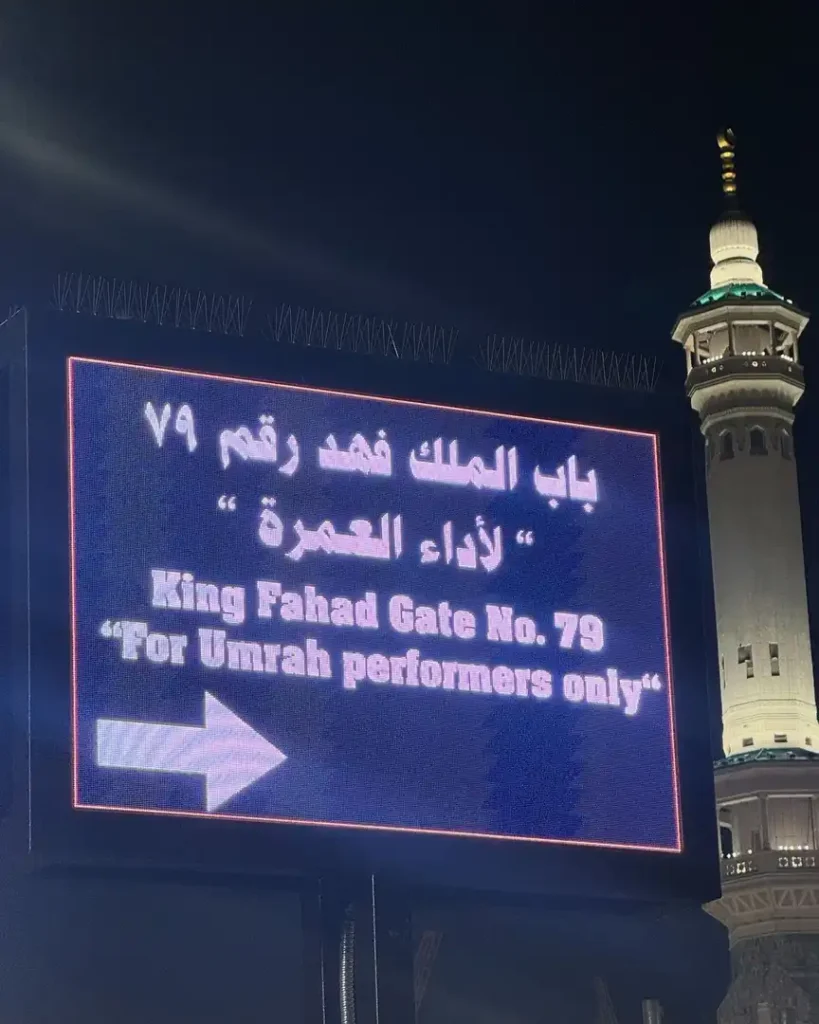 باب الملك فهد رقم ٧٩
“ لأداء العمرة “
King Fahad Gate No. 79
“For Umrah performers only“